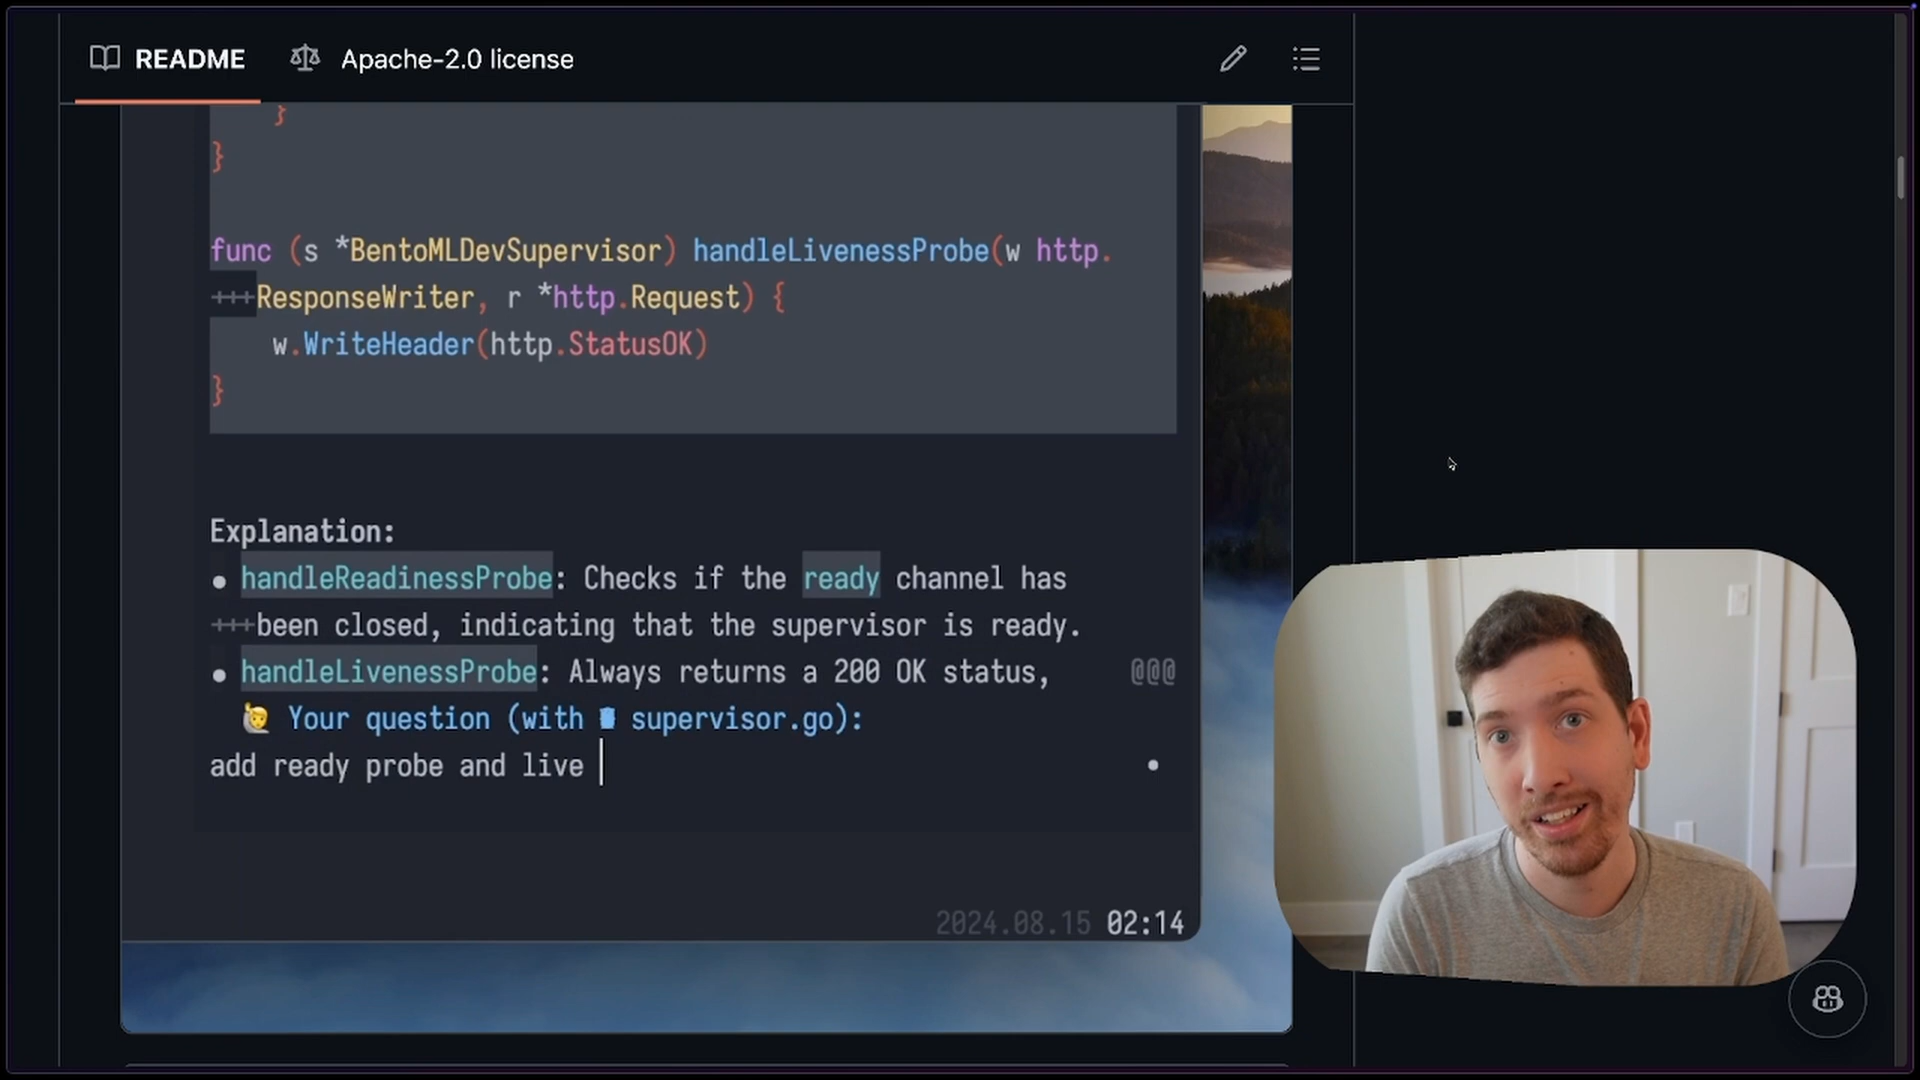 README
Apache-2.0 license
}
}
func (s *BentoMLDevSupervisor) handleLivenessProbe(w http.
+++ResponseWriter, r *http.Request) {
w.WriteHeader(http.StatusOK)
}
Explanation:
● handleReadinessProbe: Checks if the ready channel has
+++been closed, indicating that the supervisor is ready.
● handleLivenessProbe: Always returns a 200 OK status, @@@
🙋 Your question (with supervisor.go):
add ready probe and live
2024.08.15 02:14